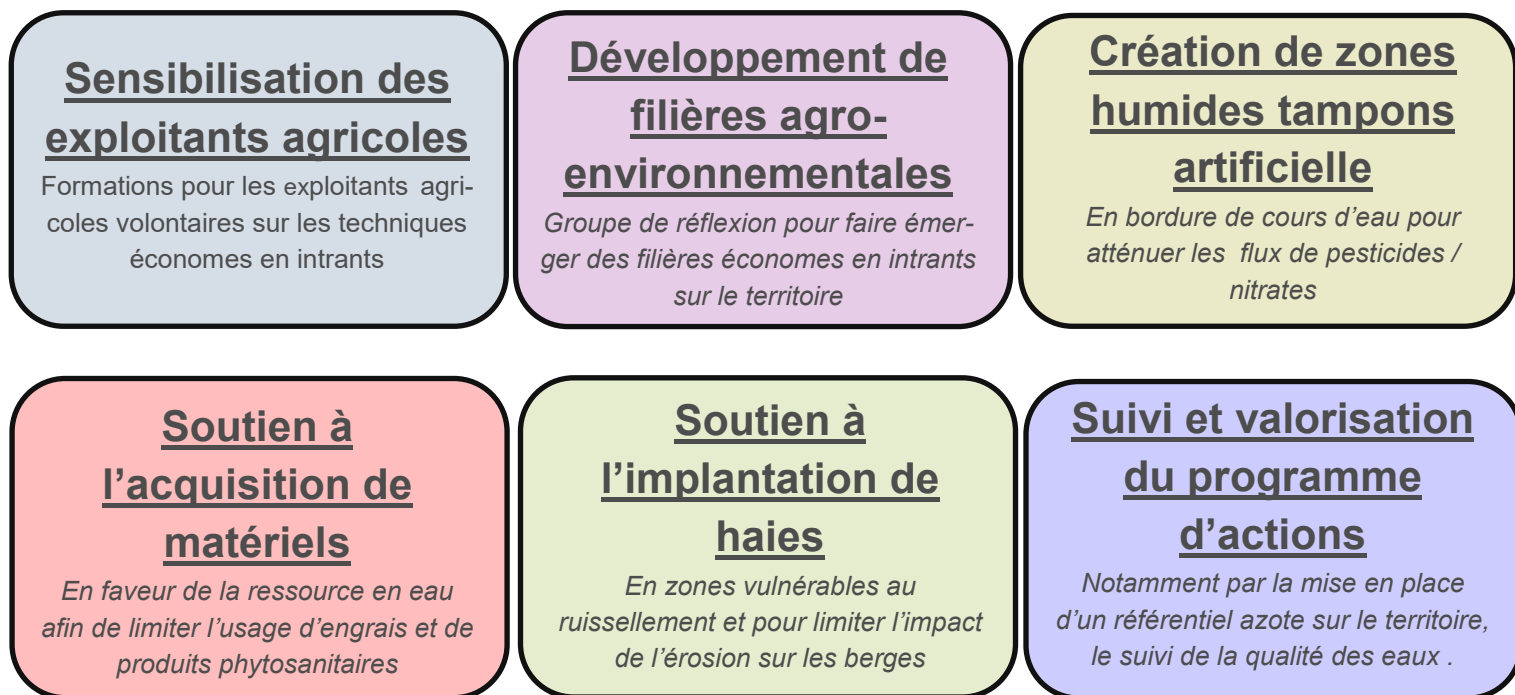 Sensibilisation des
exploitants agricoles
Formations pour les exploitants agri-
coles volontaires sur les techniques
économes en intrants
Développement de
filières agro-
environnementales
Groupe de réflexion pour faire émer-
ger des filières économes en intrants
sur le territoire
Création de zones
humides tampons
artificielle
En bordure de cours d’eau pour
atténuer les flux de pesticides /
nitrates
Soutien à
l’acquisition de
matériels
En faveur de la ressource en eau
afin de limiter l’usage d’engrais et de
produits phytosanitaires
Soutien à
l’implantation de
haies
En zones vulnérables au
ruissellement et pour limiter l’impact
de l’érosion sur les berges
Suivi et valorisation
du programme
d’actions
Notamment par la mise en place
d’un référentiel azote sur le territoire,
le suivi de la qualité des eaux .